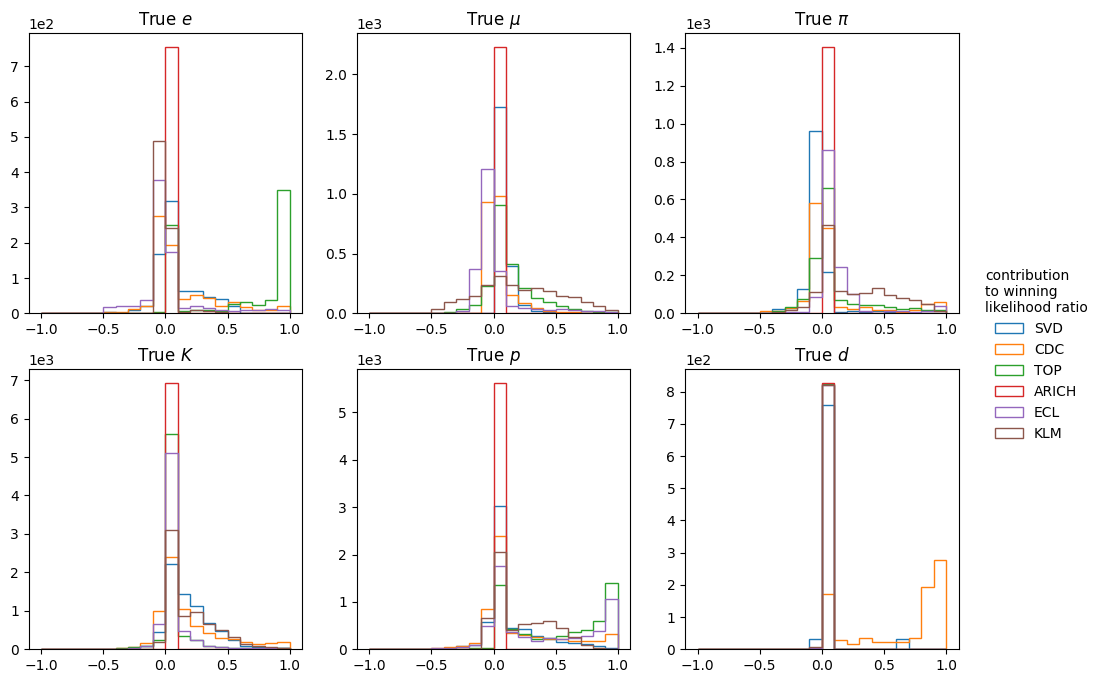 True e
1e2
7
6
5
4
3
2
1
0
−1.0 −0.5 0.0 0.5 1.0
True μ
1e3
2.0
1.5
1.0
0.5
0.0
−1.0 −0.5 0.0 0.5 1.0
True π
1e3
1.4
1.2
1.0
0.8
0.6
0.4
0.2
0.0
−1.0 −0.5 0.0 0.5 1.0
True K
1e3
7
6
5
4
3
2
1
0
−1.0 −0.5 0.0 0.5 1.0
True p
1e3
5
4
3
2
1
0
−1.0 −0.5 0.0 0.5 1.0
True d
1e2
8
7
6
5
4
3
2
1
0
−1.0 −0.5 0.0 0.5 1.0
contribution
to winning
likelihood ratio
SVD
CDC
TOP
ARICH
ECL
KLM